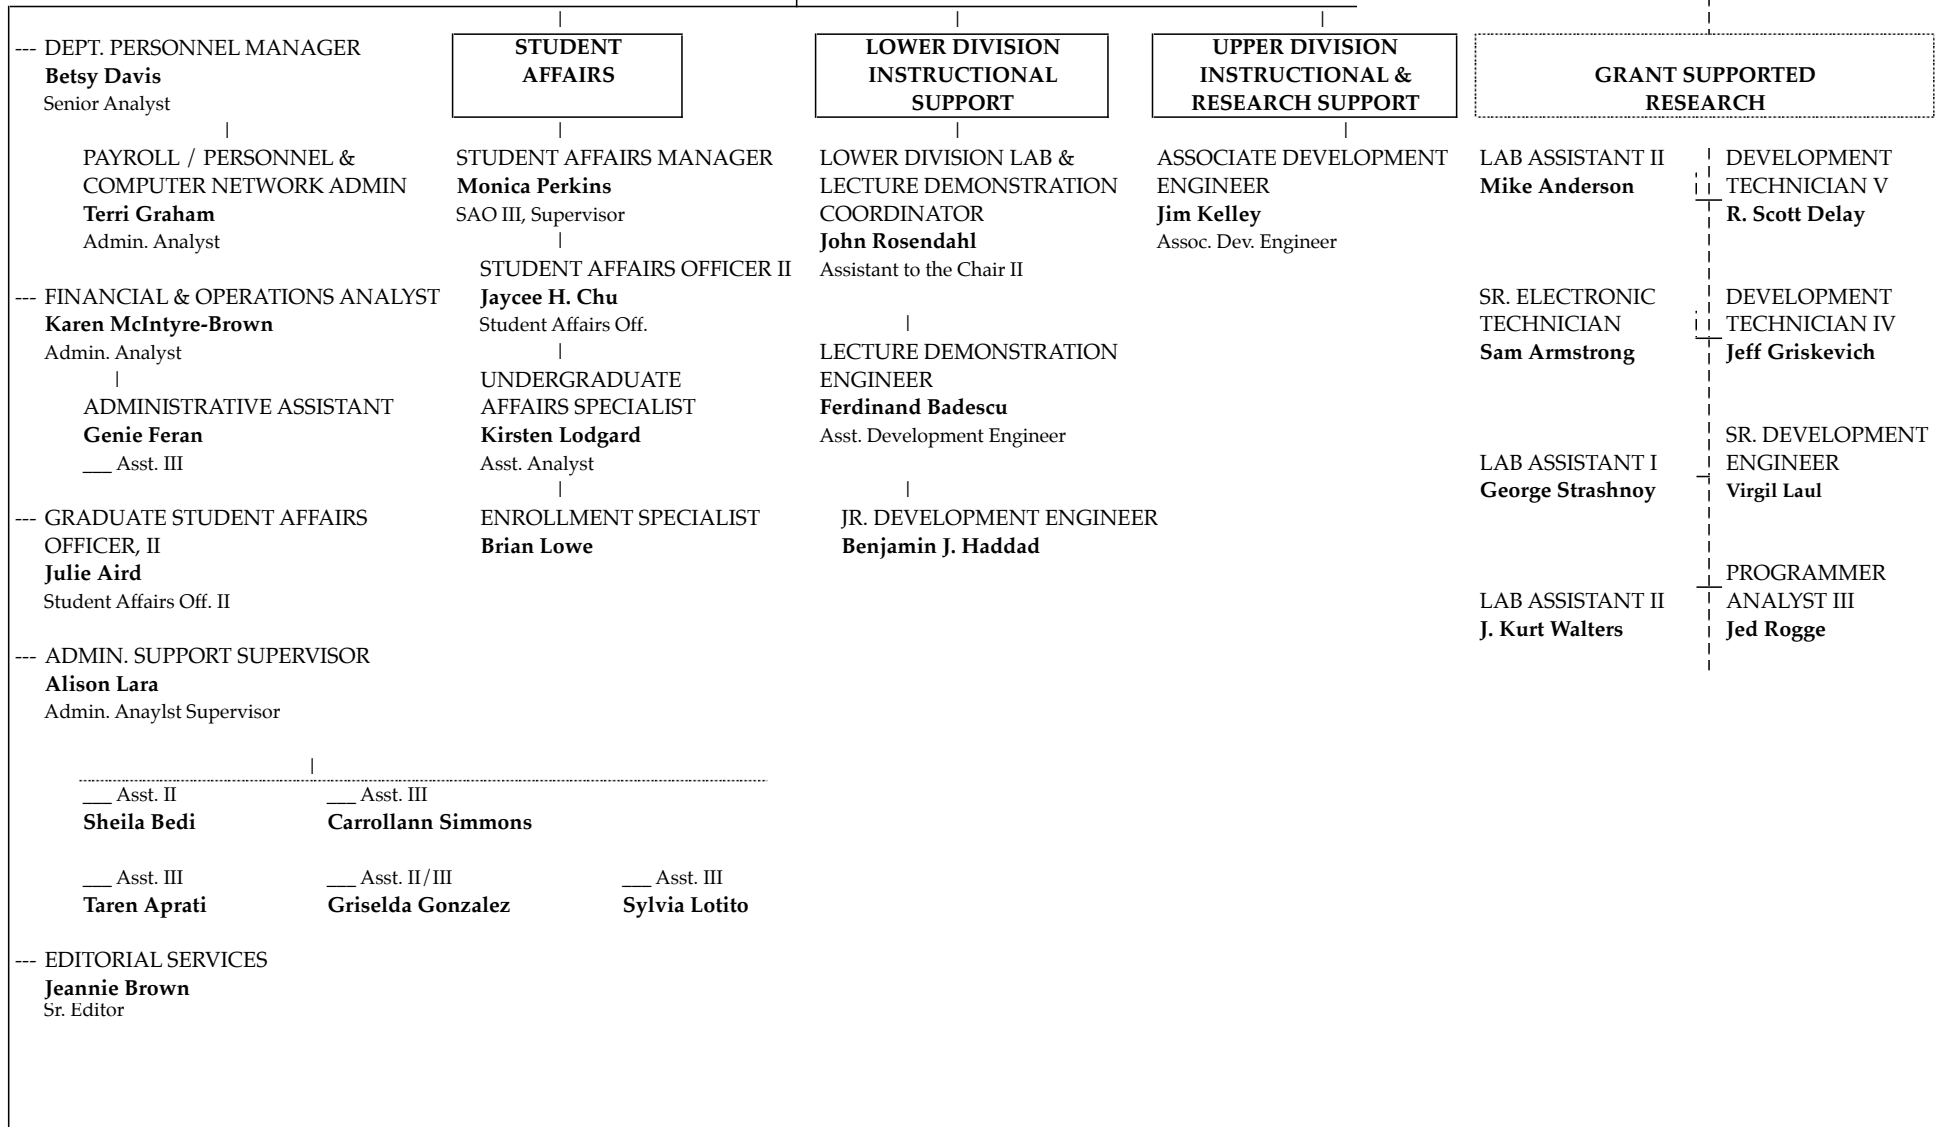 --- DEPT. PERSONNEL MANAGER
Betsy Davis
Senior Analyst
PAYROLL / PERSONNEL &
COMPUTER NETWORK ADMIN
Terri Graham
Admin. Analyst
--- FINANCIAL & OPERATIONS ANALYST
Karen McIntyre-Brown
Admin. Analyst
ADMINISTRATIVE ASSISTANT
Genie Feran
___ Asst. III
--- GRADUATE STUDENT AFFAIRS
OFFICER, II
Julie Aird
Student Affairs Off. II
--- ADMIN. SUPPORT SUPERVISOR
Alison Lara
Admin. Anaylst Supervisor
___ Asst. II
Sheila Bedi
___ Asst. III
Carrollann Simmons
___ Asst. III
Taren Aprati
___ Asst. II/III
Griselda Gonzalez
___ Asst. III
Sylvia Lotito
--- EDITORIAL SERVICES
Jeannie Brown
Sr. Editor
STUDENT
AFFAIRS
STUDENT AFFAIRS MANAGER
Monica Perkins
SAO III, Supervisor
STUDENT AFFAIRS OFFICER II
Jaycee H. Chu
Student Affairs Off.
UNDERGRADUATE
AFFAIRS SPECIALIST
Kirsten Lodgard
Asst. Analyst
ENROLLMENT SPECIALIST
Brian Lowe
LOWER DIVISION
INSTRUCTIONAL
SUPPORT
LOWER DIVISION LAB &
LECTURE DEMONSTRATION
COORDINATOR
John Rosendahl
Assistant to the Chair II
LECTURE DEMONSTRATION
ENGINEER
Ferdinand Badescu
Asst. Development Engineer
JR. DEVELOPMENT ENGINEER
Benjamin J. Haddad
UPPER DIVISION
INSTRUCTIONAL &
RESEARCH SUPPORT
ASSOCIATE DEVELOPMENT
ENGINEER
Jim Kelley
Assoc. Dev. Engineer
GRANT SUPPORTED
RESEARCH
LAB ASSISTANT II
Mike Anderson
SR. ELECTRONIC
TECHNICIAN
Sam Armstrong
LAB ASSISTANT I
George Strashnoy
LAB ASSISTANT II
J. Kurt Walters
DEVELOPMENT
TECHNICIAN V
R. Scott Delay
DEVELOPMENT
TECHNICIAN IV
Jeff Griskevich
SR. DEVELOPMENT
ENGINEER
Virgil Laul
PROGRAMMER
ANALYST III
Jed Rogge